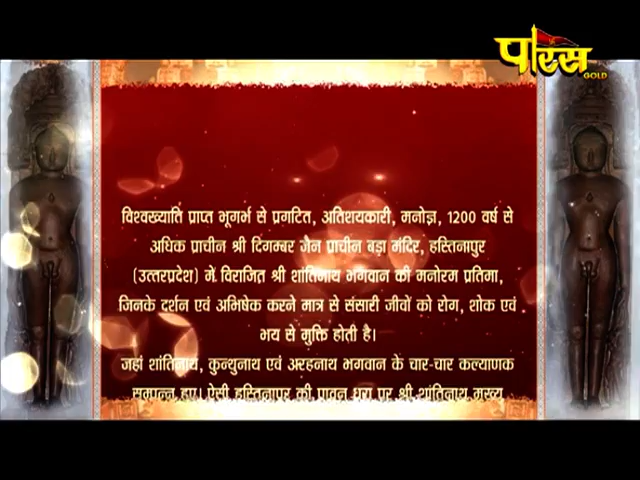 पारस
GOLD
विश्वख्याति प्राप्त भूगर्भ से प्रगटित, अतिशयकारी, मनोज्ञ, 1200 वर्ष से
अधिक प्राचीन श्री दिगम्बर जैन प्राचीन बड़ा मंदिर, हस्तिनापुर
(उत्तरप्रदेश) में विराजित श्री शांतिनाथ भगवान की मनोरम प्रतिमा,
जिनके दर्शन एवं अभिषेक करने मात्र से संसारी जीवों को रोग, शोक एवं
भय से मुक्ति होती है।
जहां शांतिनाथ, कुन्थुनाथ एवं अरहनाथ भगवान के चार-चार कल्याणक
सम्पन्न हुए। ऐसी हस्तिनापुर की पावन धरा पर श्री शांतिनाथ मुख्य